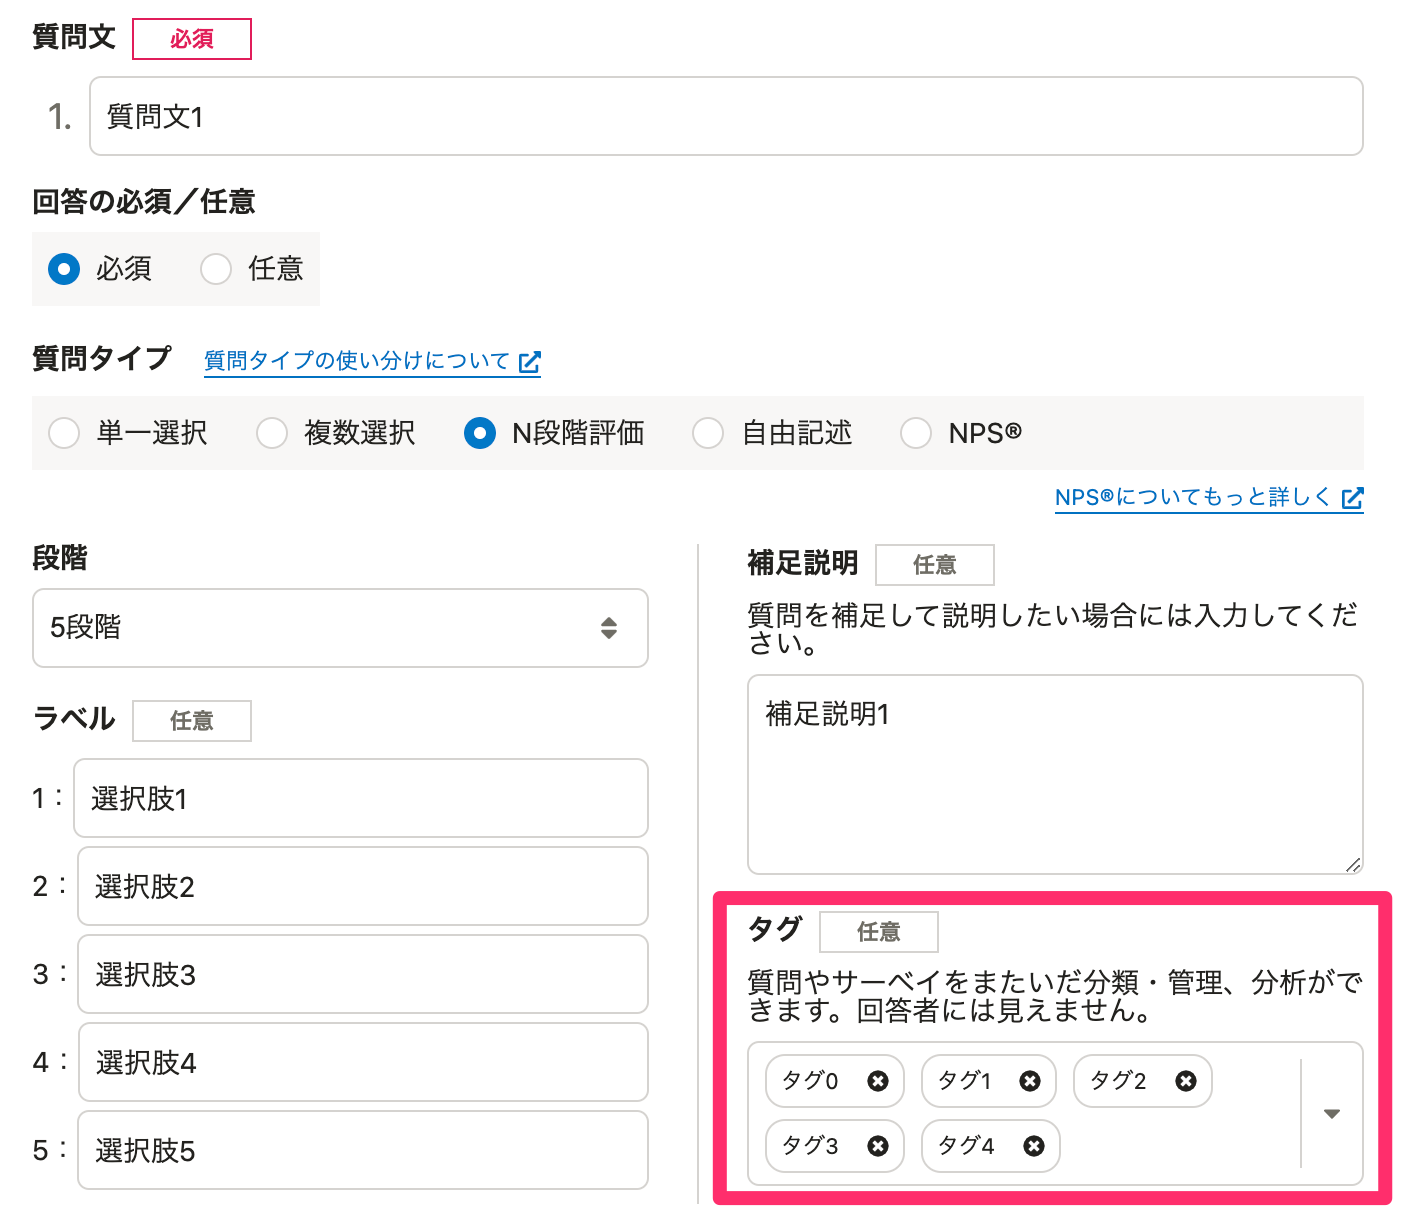 質問文 必須
1. 質問文1
回答の必須／任意
必須 任意
質問タイプ 質問タイプの使い分けについて
単一選択 複数選択 N段階評価 自由記述 NPS®
NPS®についてもっと詳しく
段階
5段階
ラベル 任意
1： 選択肢1
2： 選択肢2
3： 選択肢3
4： 選択肢4
5： 選択肢5
補足説明 任意
質問を補足して説明したい場合には入力してくだ
さい。
補足説明1
タグ 任意
質問やサーベイをまたいだ分類・管理、分析がで
きます。回答者には見えません。
タグ0 タグ1 タグ2
タグ3 タグ4